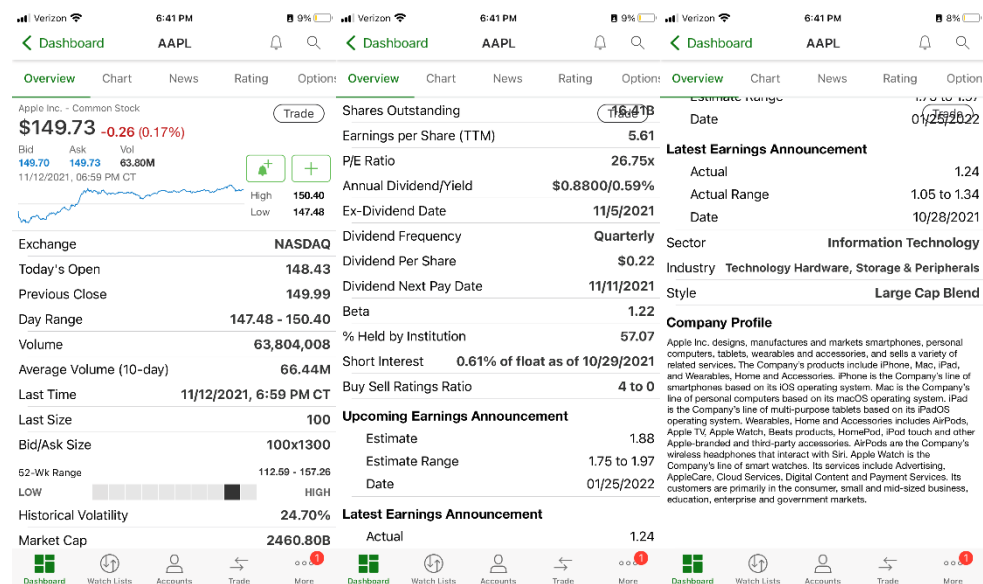 Verizon 6:41 PM 9%
Dashboard AAPL
Overview Chart News Rating Options
Apple Inc. - Common Stock
Trade
$149.73 -0.26 (0.17%)
Bid Ask Vol
149.70 149.73 63.80M
11/12/2021, 06:59 PM CT
High 150.40
Low 147.48
Exchange NASDAQ
Today's Open 148.43
Previous Close 149.99
Day Range 147.48 - 150.40
Volume 63,804,008
Average Volume (10-day) 66.44M
Last Time 11/12/2021, 6:59 PM CT
Last Size 100
Bid/Ask Size 100x1300
52-Wk Range 112.59 - 157.26
LOW HIGH
Historical Volatility 24.70%
Market Cap 2460.80B
Dashboard Watch Lists Accounts Trade More 1
Verizon 6:41 PM 9%
Dashboard AAPL
Overview Chart News Rating Options
Shares Outstanding 16.41B
Trade
Earnings per Share (TTM) 5.61
P/E Ratio 26.75x
Annual Dividend/Yield $0.8800/0.59%
Ex-Dividend Date 11/5/2021
Dividend Frequency Quarterly
Dividend Per Share $0.22
Dividend Next Pay Date 11/11/2021
Beta 1.22
% Held by Institution 57.07
Short Interest 0.61% of float as of 10/29/2021
Buy Sell Ratings Ratio 4 to 0
Upcoming Earnings Announcement
Estimate 1.88
Estimate Range 1.75 to 1.97
Date 01/25/2022
Latest Earnings Announcement
Actual 1.24
Dashboard Watch Lists Accounts Trade More 1
Verizon 6:41 PM 8%
Dashboard AAPL
Overview Chart News Rating Option
Estimate Range 1.75 to 1.97
Trade
Date 01/25/2022
Latest Earnings Announcement
Actual 1.24
Actual Range 1.05 to 1.34
Date 10/28/2021
Sector Information Technology
Industry Technology Hardware, Storage & Peripherals
Style Large Cap Blend
Company Profile
Apple Inc. designs, manufactures and markets smartphones, personal
computers, tablets, wearables and accessories, and sells a variety of
related services. The Company's products include iPhone, Mac, iPad,
and Wearables, Home and Accessories. iPhone is the Company's line of
smartphones based on its iOS operating system. Mac is the Company's
line of personal computers based on its macOS operating system. iPad
is the Company's line of multi-purpose tablets based on its iPadOS
operating system. Wearables, Home and Accessories includes AirPods,
Apple TV, Apple Watch, Beats products, HomePod, iPod touch and other
Apple-branded and third-party accessories. AirPods are the Company's
wireless headphones that interact with Siri. Apple Watch is the
Company's line of smart watches. Its services include Advertising,
AppleCare, Cloud Services, Digital Content and Payment Services. Its
customers are primarily in the consumer, small and mid-sized business,
education, enterprise and government markets.
Dashboard Watch Lists Accounts Trade More 1